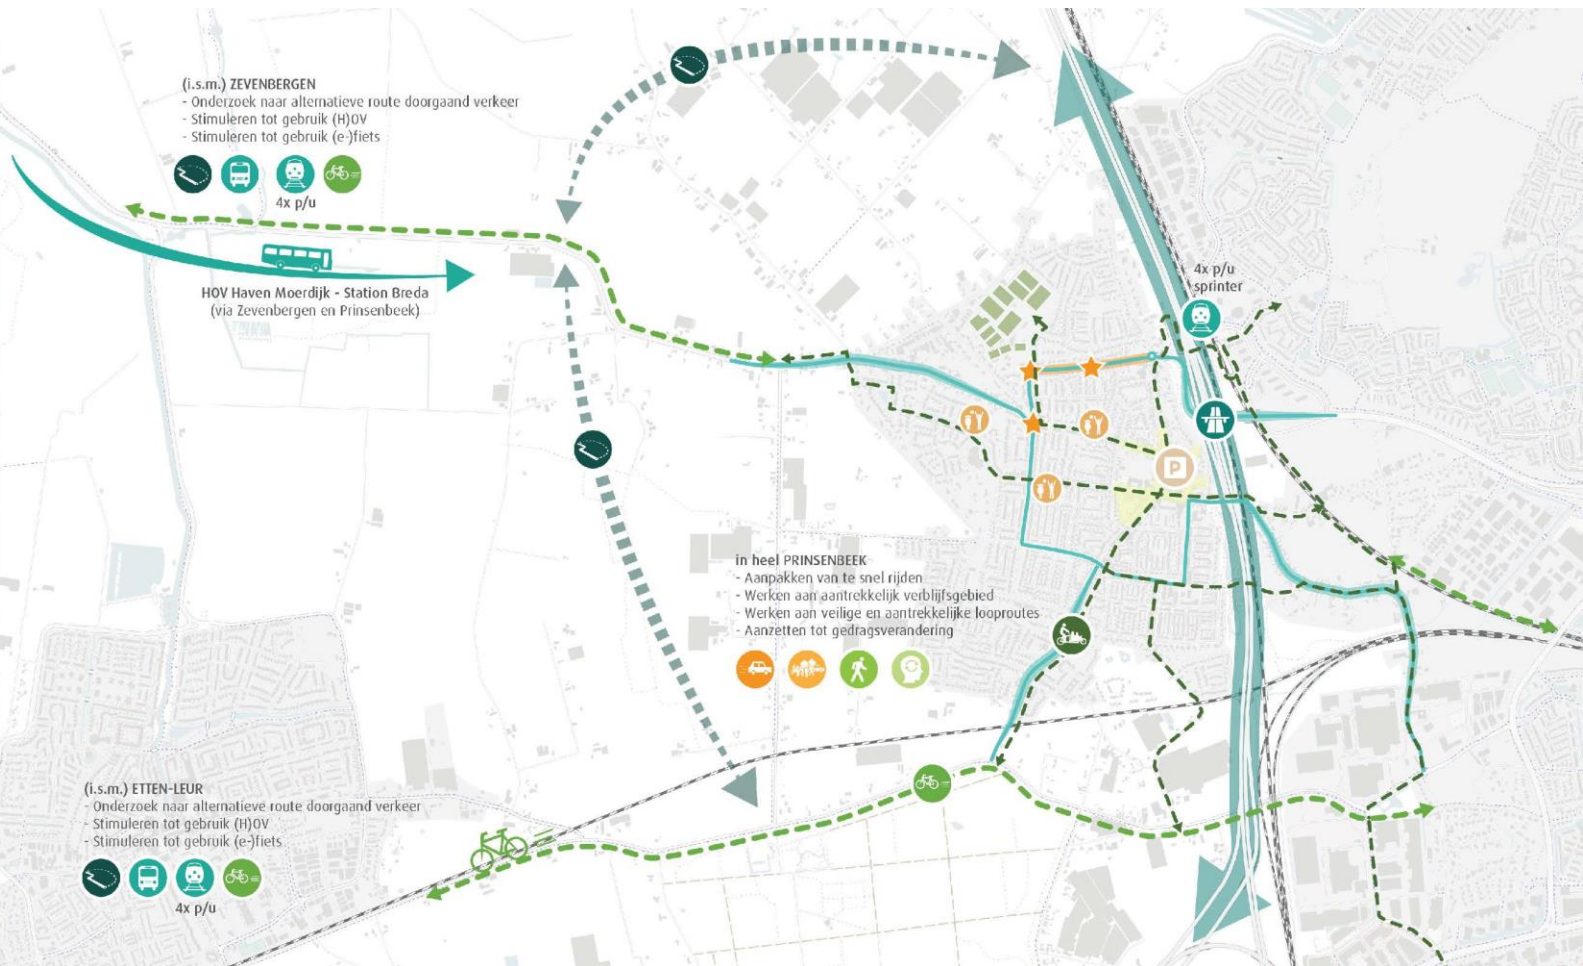 (i.s.m.) ZEVENBERGEN
- Onderzoek naar alternatieve route doorgaand verkeer
- Stimuleren tot gebruik (H)OV
- Stimuleren tot gebruik (e-)fiets
4x p/u
HOV Haven Moerdijk - Station Breda
(via Zevenbergen en Prinsenbeek)
4x p/u
sprinter
P
in heel PRINSENBEEK
- Aanpakken van te snel rijden
- Werken aan aantrekkelijk verblijfsgebied
- Werken aan veilige en aantrekkelijke looproutes
- Aanzetten tot gedragsverandering
(i.s.m.) ETTEN-LEUR
- Onderzoek naar alternatieve route doorgaand verkeer
- Stimuleren tot gebruik (H)OV
- Stimuleren tot gebruik (e-)fiets
4x p/u